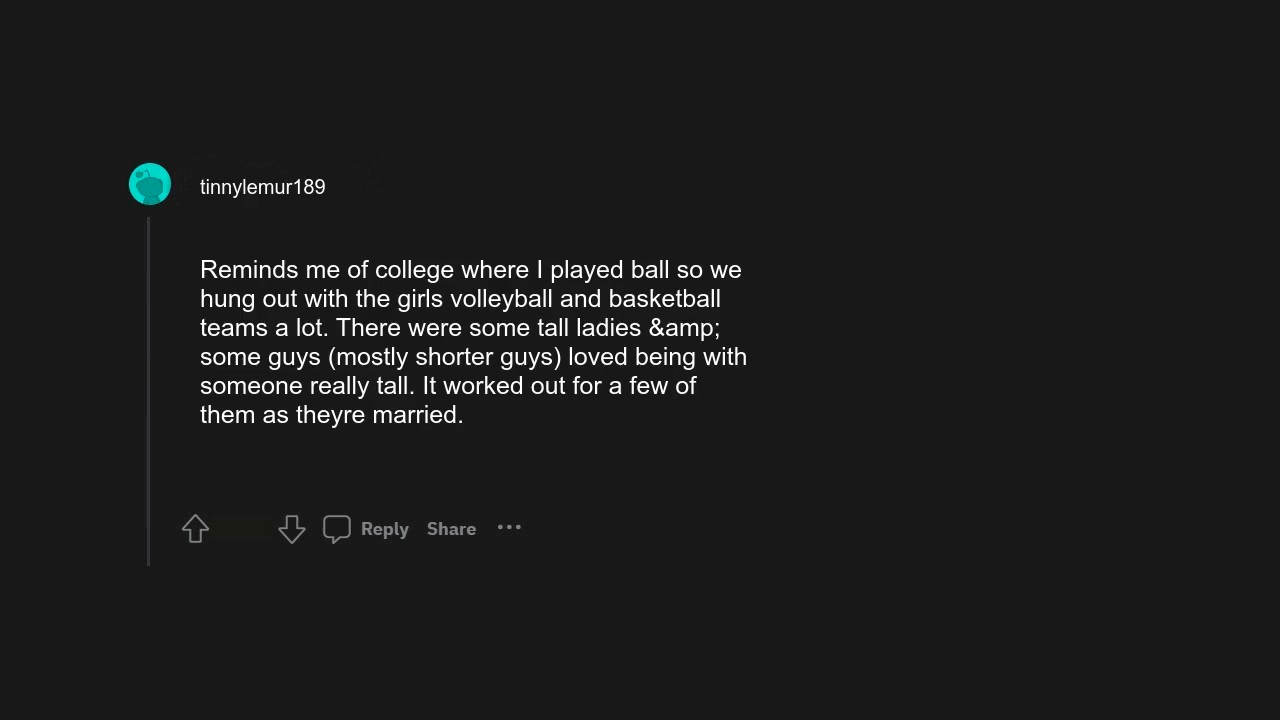 tinnylemur189
Reminds me of college where I played ball so we
hung out with the girls volleyball and basketball
teams a lot. There were some tall ladies &amp;
some guys (mostly shorter guys) loved being with
someone really tall. It worked out for a few of
them as theyre married.
Reply Share